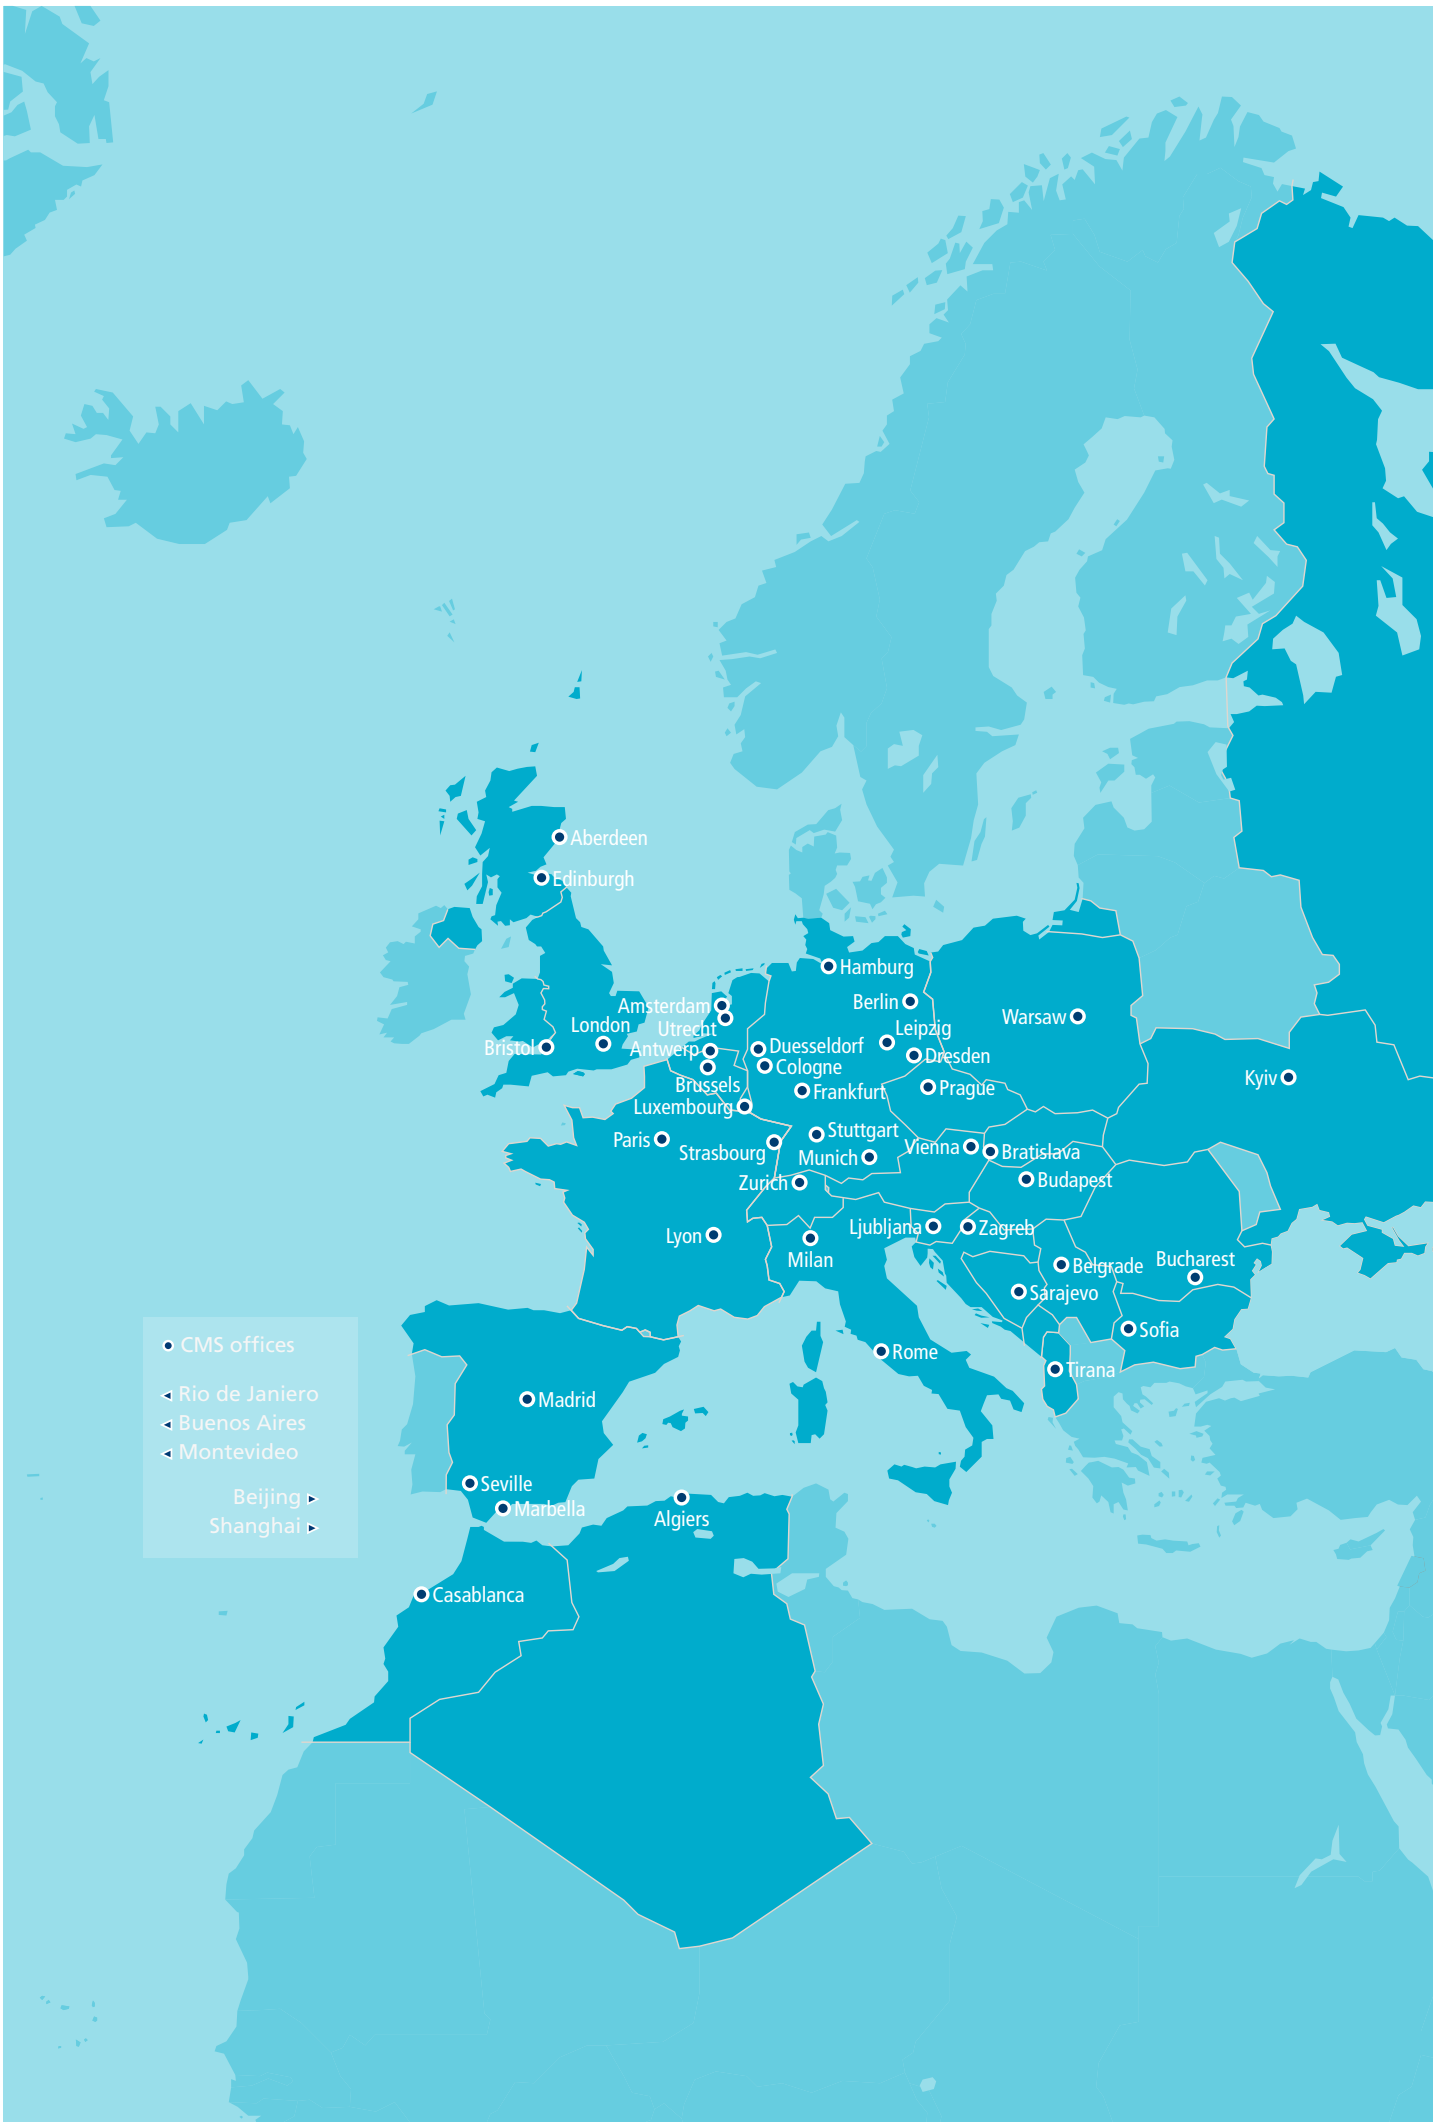 Aberdeen
Edinburgh
Hamburg
Berlin
Amsterdam
Utrecht
Warsaw
London
Leipzig
Bristol
Antwerp
Duesseldorf
Dresden
Cologne
Kyiv
Brussels
Frankfurt
Prague
Luxembourg
Paris
Stuttgart
Strasbourg
Munich
Vienna
Bratislava
Zurich
Budapest
Ljubljana
Zagreb
Lyon
Milan
Belgrade
Bucharest
Sarajevo
Sofia
Rome
Tirana
CMS offices
Rio de Janiero
Buenos Aires
Montevideo
Beijing
Shanghai
Madrid
Seville
Marbella
Algiers
Casablanca